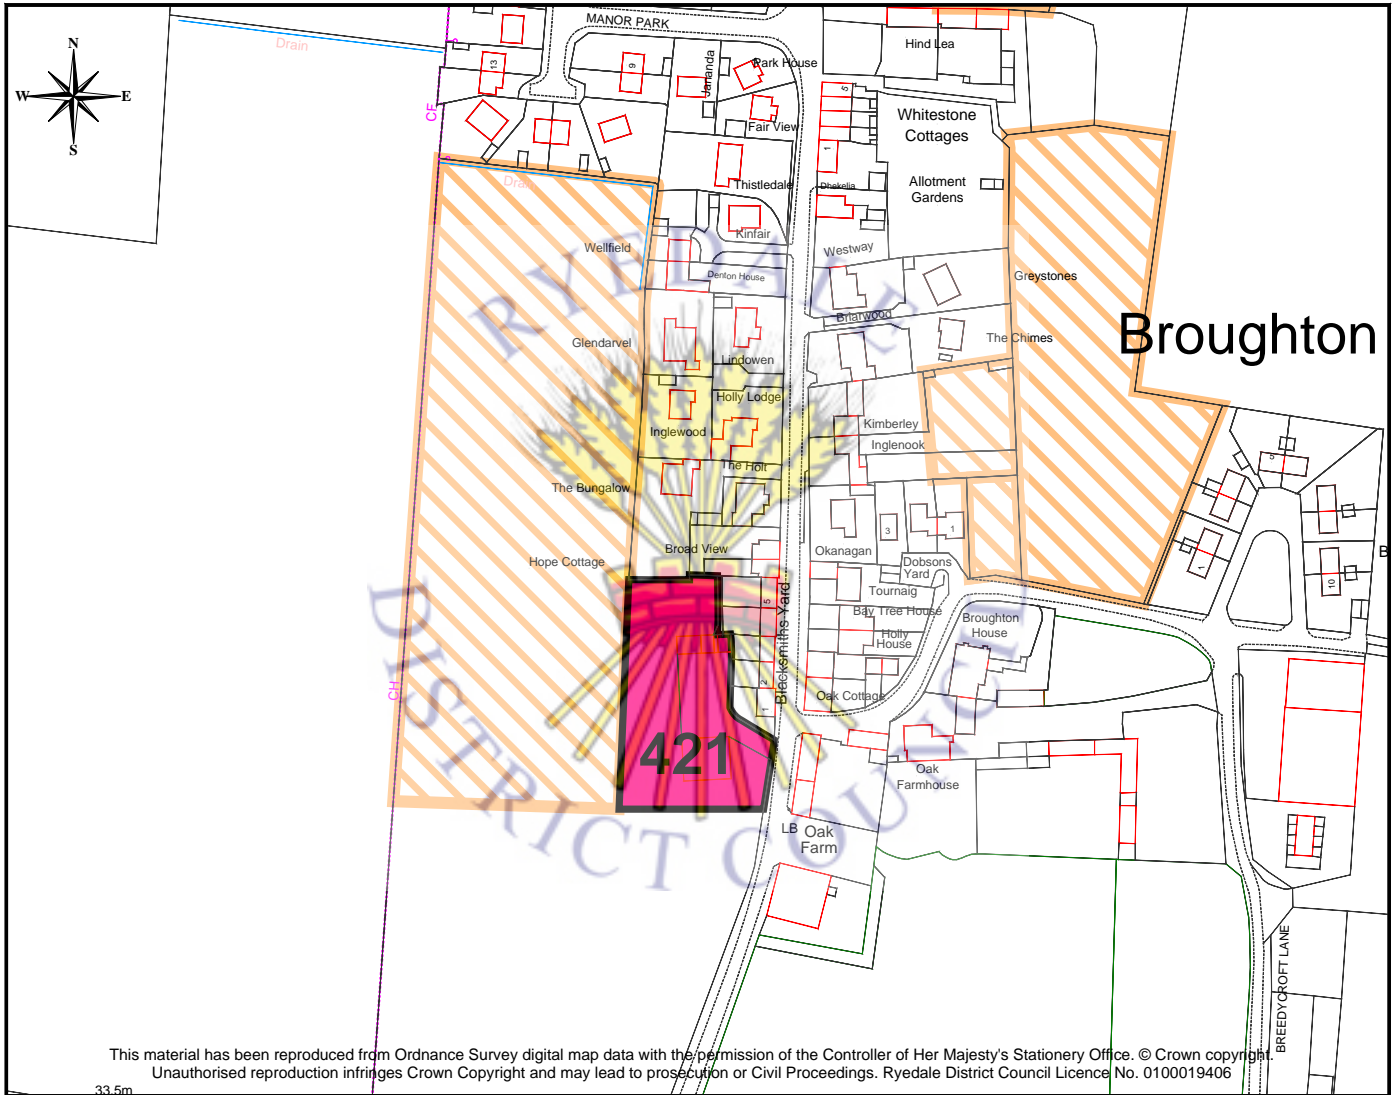 MANOR PARK
N
W
E
S
Drain
CF
13
9
Jananda
Park House
Fair View
Thistledale
Kinfair
Hind Lea
5
Whitestone
Cottages
1
Dhekelia
Allotment
Gardens
Drain
Wellfield
Denton House
Westway
Greystones
Briarwood
The Chimes
Broughton
Glendarvel
Lindowen
Holly Lodge
Inglewood
Kimberley
Inglenook
The Holt
The Bungalow
Broad View
Hope Cottage
Okanagan
3
1
Dobsons
Yard
Tournaig
Bay Tree House
Holly
House
Broughton
House
Oak Cottage
5
2
1
Blacksmiths Yard
5
1
10
B
CH
421
Oak
Farmhouse
LB
Oak
Farm
BREEDYCROFT LANE
RYEDALE
DISTRICT COUNCIL
This material has been reproduced from Ordnance Survey digital map data with the permission of the Controller of Her Majesty's Stationery Office. © Crown copyright.
Unauthorised reproduction infringes Crown Copyright and may lead to prosecution or Civil Proceedings. Ryedale District Council Licence No. 0100019406
33.5m